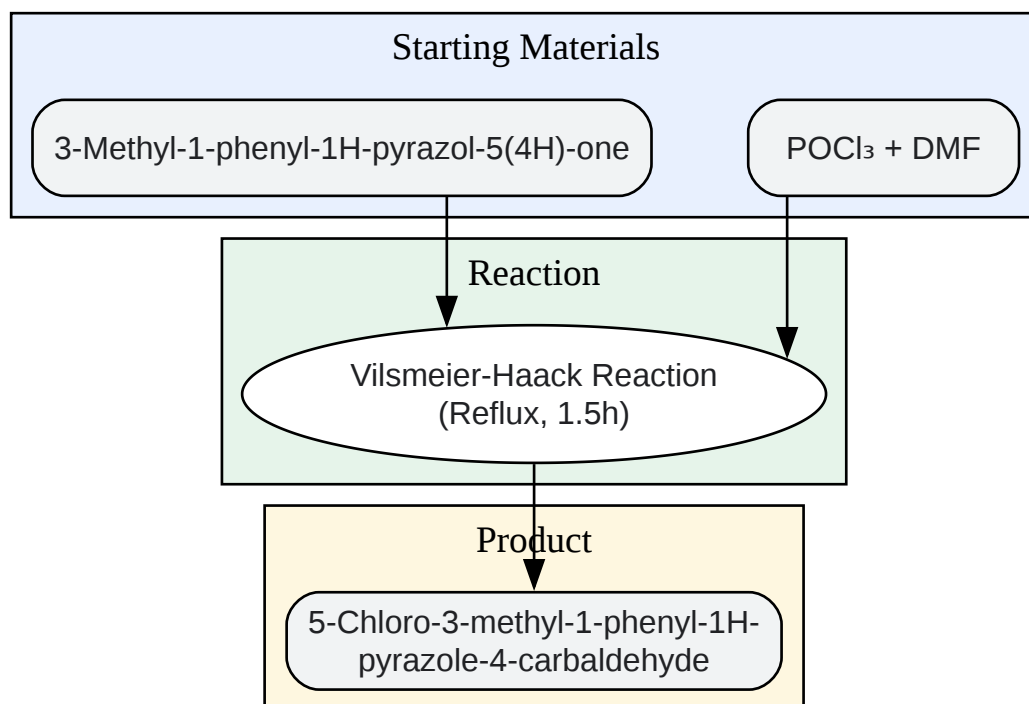 Starting Materials
3-Methyl-1-phenyl-1H-pyrazol-5(4H)-one
POCl₃ + DMF
Reaction
Vilsmeier-Haack Reaction
(Reflux, 1.5h)
Product
5-Chloro-3-methyl-1-phenyl-1H-
pyrazole-4-carbaldehyde